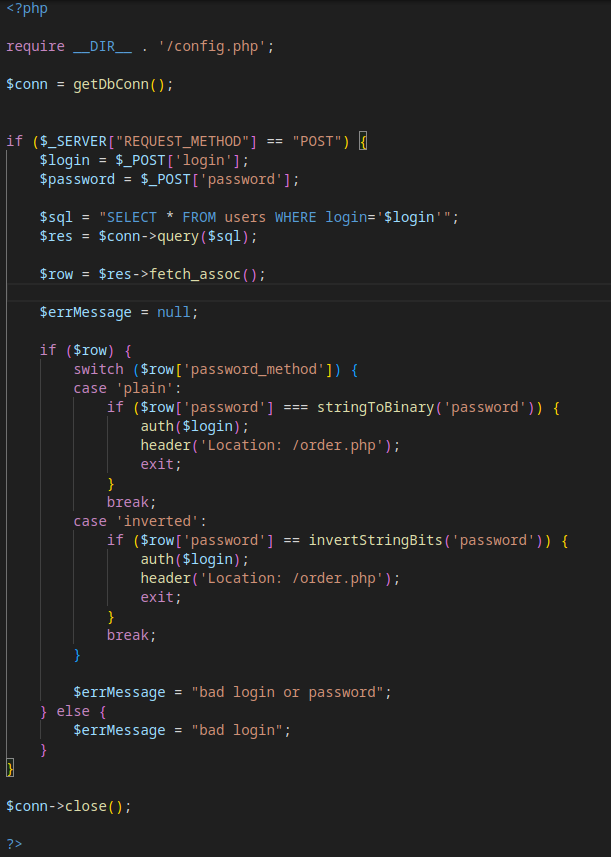 <?php
require __DIR__ . '/config.php';
$conn = getDbConn();
if ($_SERVER["REQUEST_METHOD"] == "POST") {
$login = $_POST['login'];
$password = $_POST['password'];
$sql = "SELECT * FROM users WHERE login='$login'";
$res = $conn->query($sql);
$row = $res->fetch_assoc();
$errMessage = null;
if ($row) {
switch ($row['password_method']) {
case 'plain':
if ($row['password'] === stringToBinary('password')) {
auth($login);
header('Location: /order.php');
exit;
}
break;
case 'inverted':
if ($row['password'] == invertStringBits('password')) {
auth($login);
header('Location: /order.php');
exit;
}
break;
}
$errMessage = "bad login or password";
} else {
$errMessage = "bad login";
}
}
$conn->close();
?>